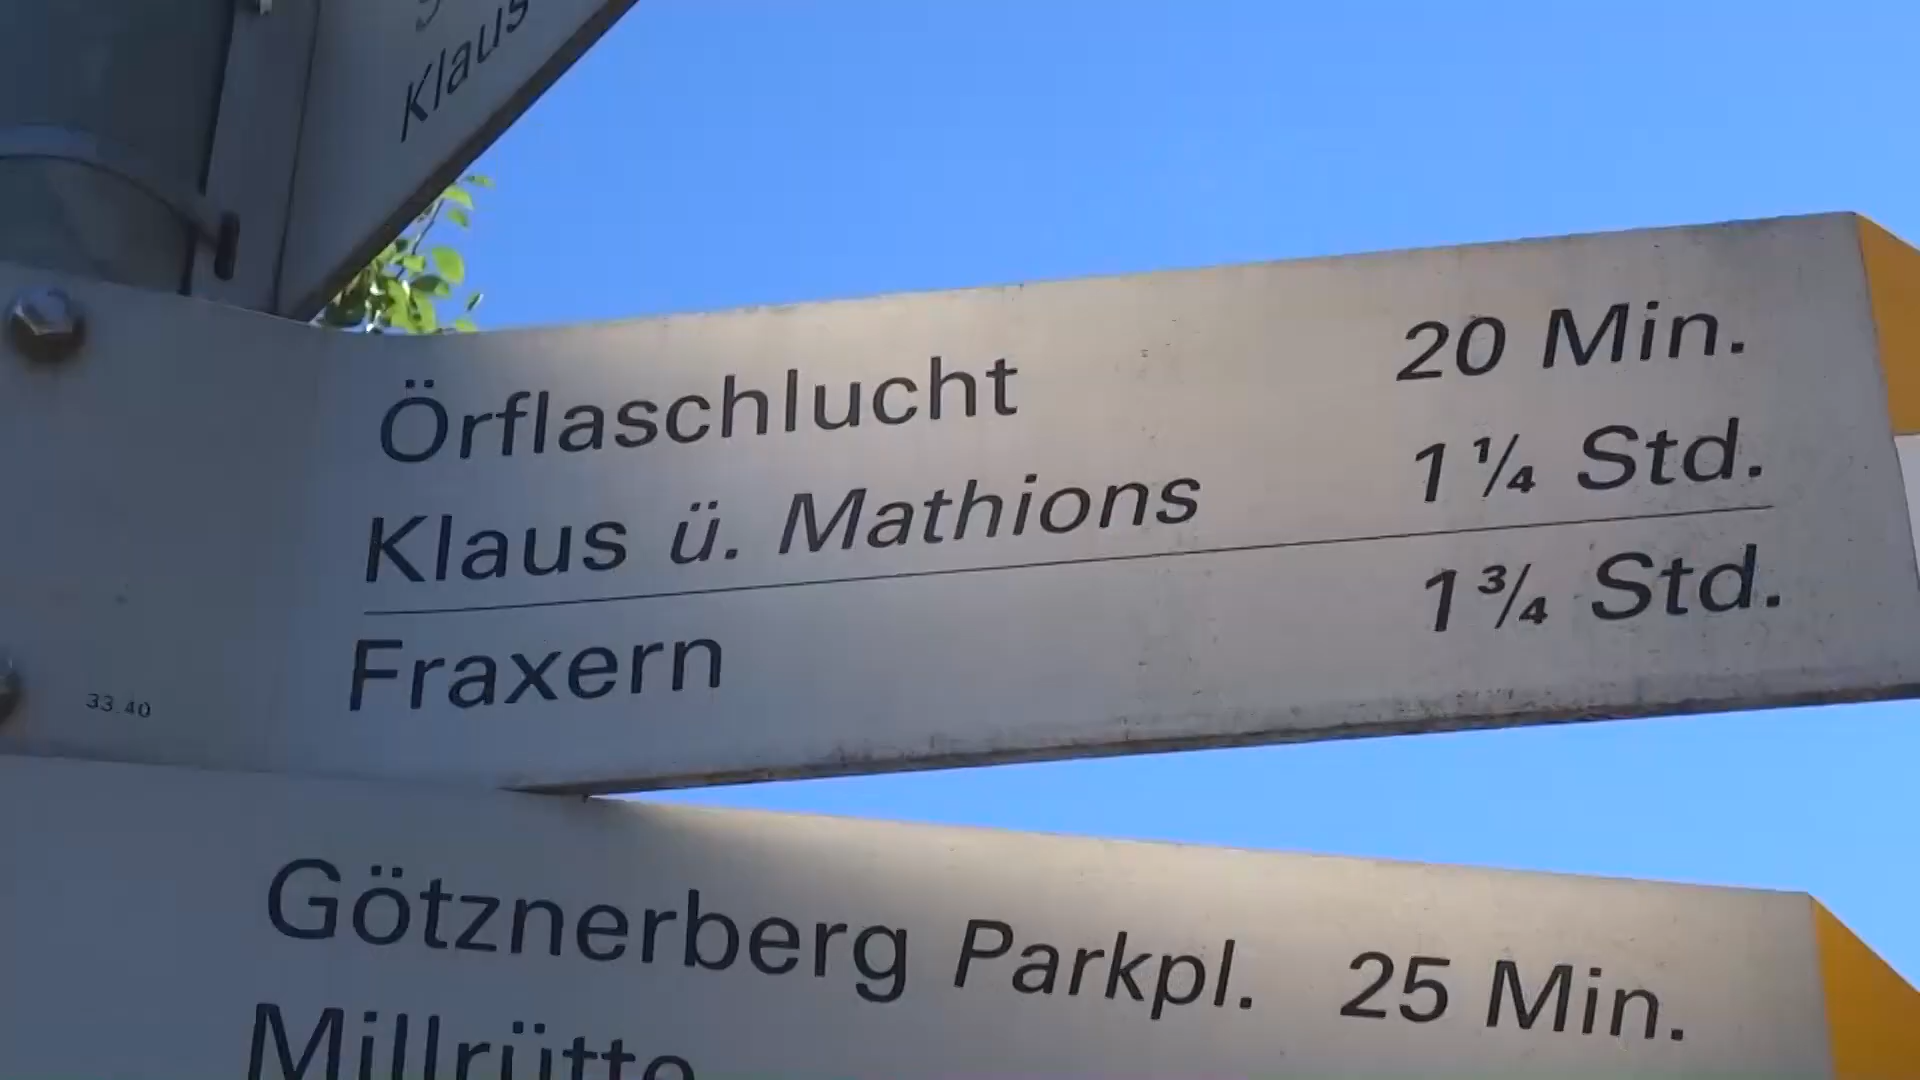 Klaus
Örflaschlucht 20 Min.
Klaus ü. Mathions 1 ¼ Std.
Fraxern 1 ¾ Std.
33.40
Götznerberg Parkpl. 25 Min.
Millrütte